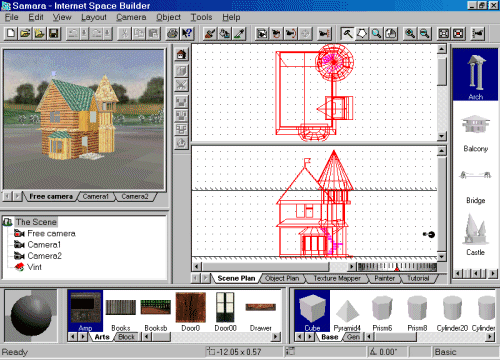 Samara - Internet Space Builder
File Edit View Layout Camera Object Tools Help
Free camera Camera1 Camera2
The Scene
Free camera
Camera1
Camera2
Vint
Scene Plan Object Plan Texture Mapper Painter Tutorial
Arch
Balcony
Bridge
Castle
Amp Books Booksb Door0 Door00 Drawer
Arts Block
Cube Pyramid4 Prism6 Prism8 Cylinder20 Cylinder
Base Gen
Ready -12.05 x 0.57 0.00° Basic